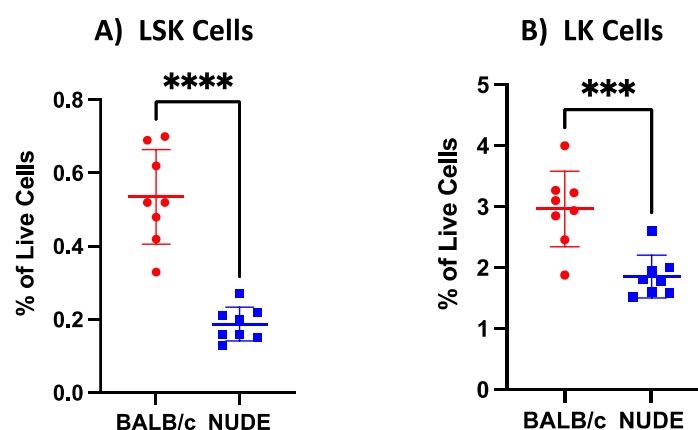 A) LSK Cells
****
0.8
0.6
0.4
0.2
0.0
% of Live Cells
BALB/c NUDE
B) LK Cells
***
5
4
3
2
1
0
% of Live Cells
BALB/c NUDE